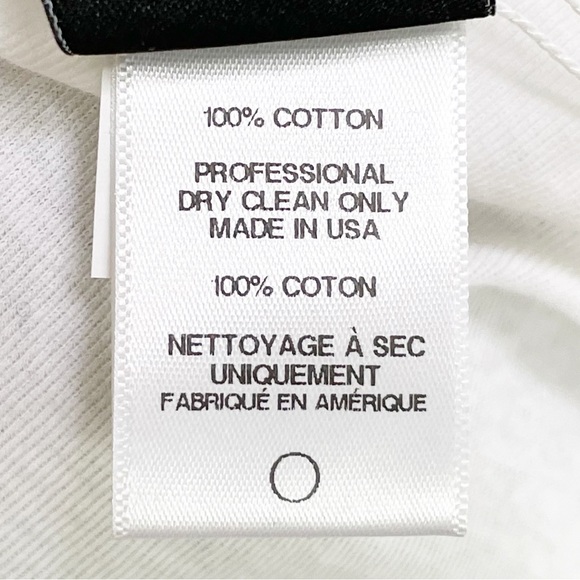 100% COTTON
PROFESSIONAL
DRY CLEAN ONLY
MADE IN USA
100% COTON
NETTOYAGE À SEC
UNIQUEMENT
FABRIQUÉ EN AMÉRIQUE